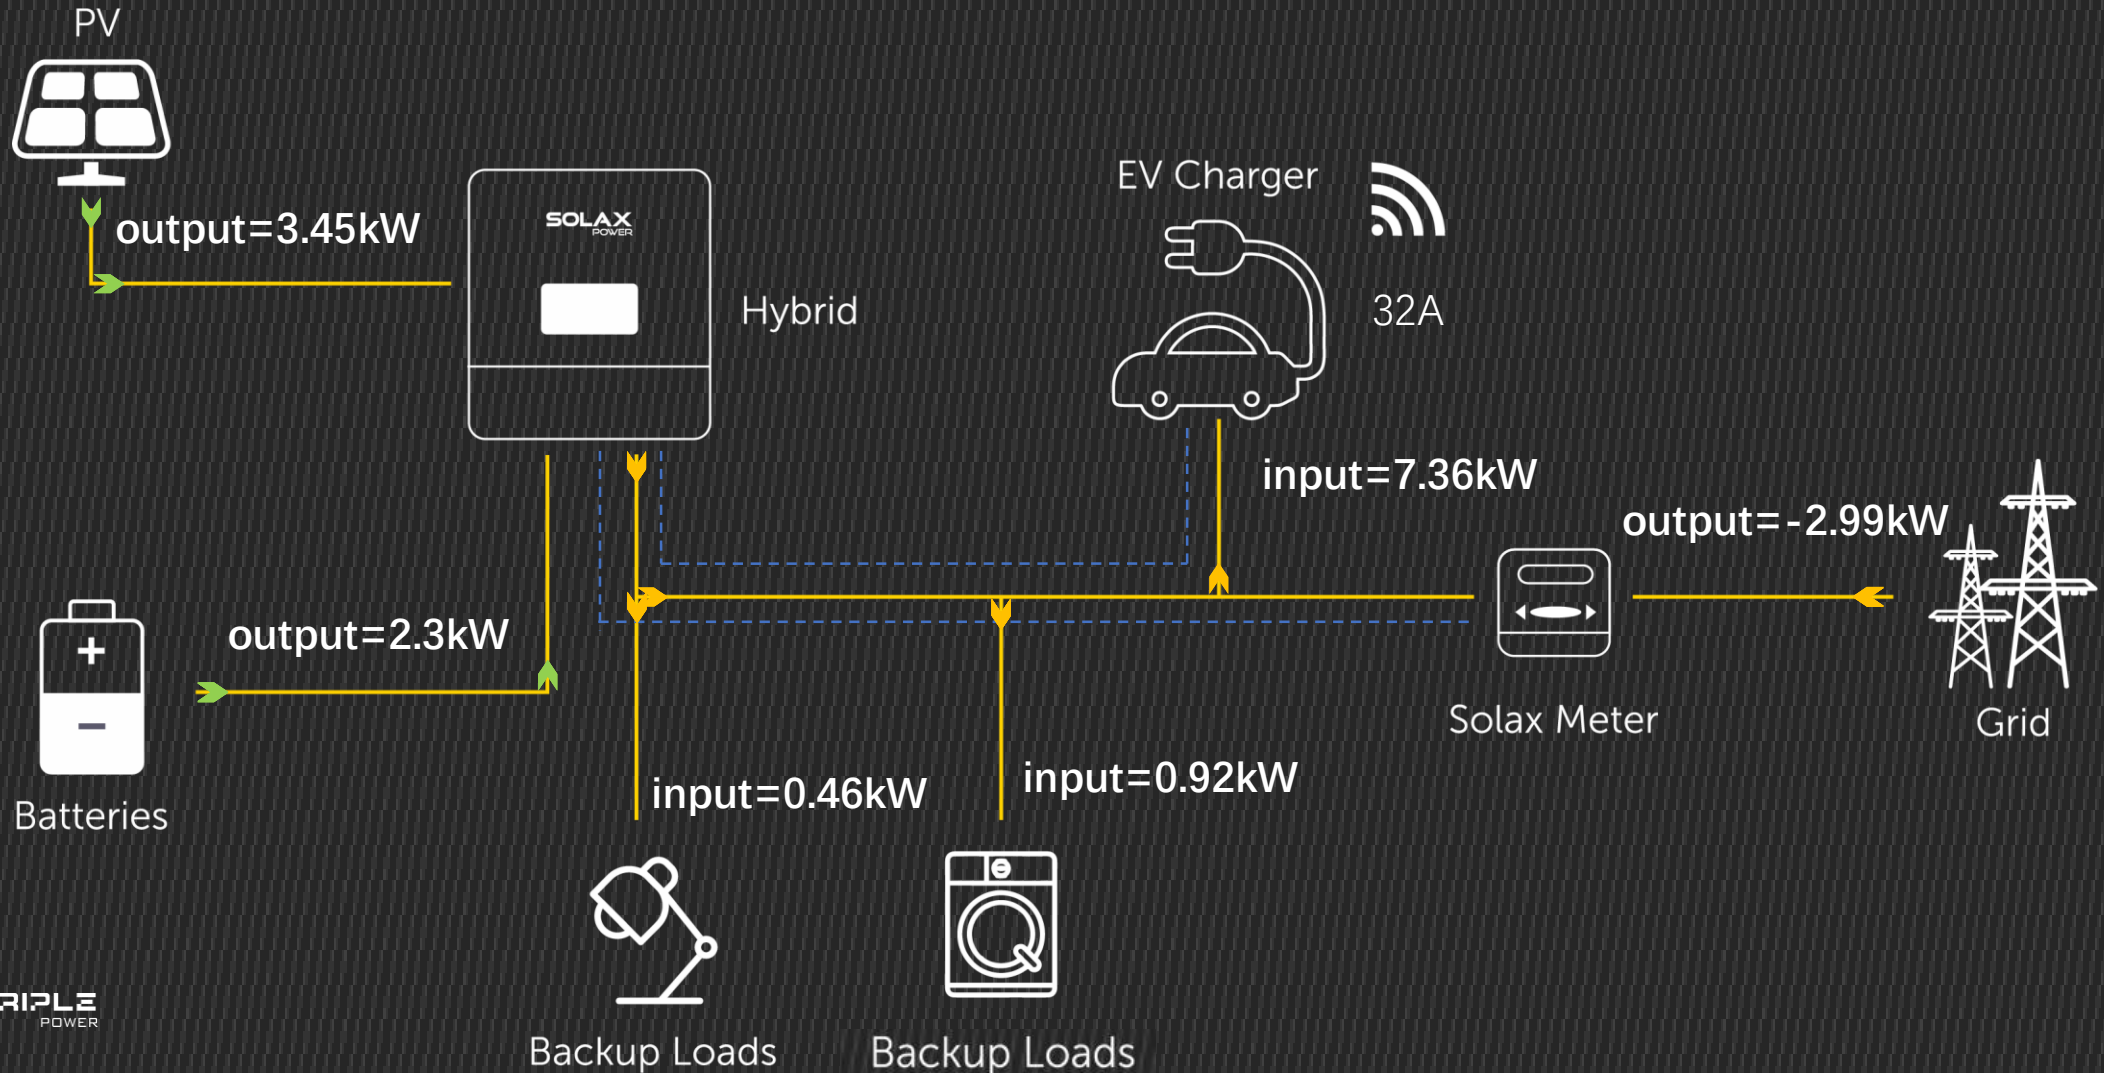 PV
output=3.45kW
SOLAX
POWER
Hybrid
EV Charger
32A
input=7.36kW
output=-2.99kW
output=2.3kW
+
−
Batteries
Solax Meter
Grid
input=0.46kW
input=0.92kW
RIPLE
POWER
Backup Loads
Backup Loads